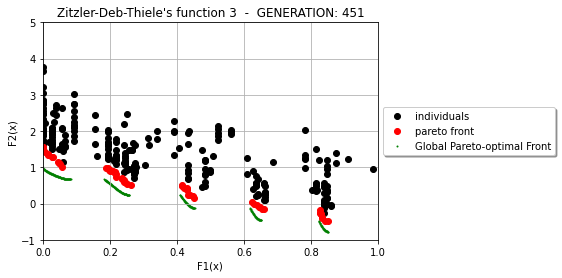 Zitzler-Deb-Thiele's function 3 - GENERATION: 451
5
4
3
2
1
0
−1
F2(x)
0.0 0.2 0.4 0.6 0.8 1.0
F1(x)
individuals
pareto front
Global Pareto-optimal Front